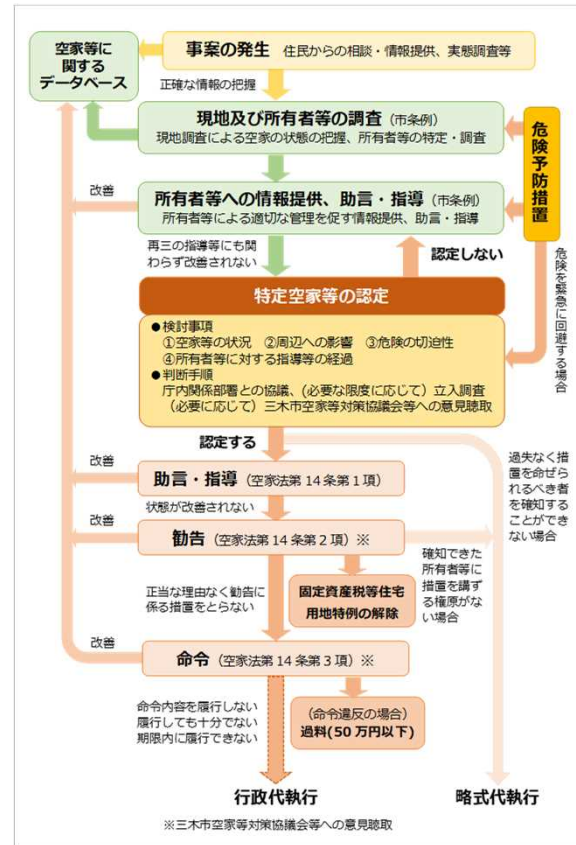 空家等に
関する
データベース
事案の発生 住民からの相談・情報提供、実態調査等
正確な情報の把握
現地及び所有者等の調査（市条例）
現地調査による空家の状態の把握、所有者等の特定・調査
危険予防措置
改善
所有者等への情報提供、助言・指導（市条例）
所有者等による適切な管理を促す情報提供、助言・指導
再三の指導等にも関
わらず改善されない
認定しない
危険を緊急に回避する場合
特定空家等の認定
●検討事項
①空家等の状況 ②周辺への影響 ③危険の切迫性
④所有者等に対する指導等の経過
●判断手順
庁内関係部署との協議、(必要な限度に応じて）立入調査
（必要に応じて）三木市空家等対策協議会等への意見聴取
認定する
過失なく措
置を命ぜら
れるべき者
を確知する
ことができ
ない場合
改善
助言・指導（空家法第14条第1項）
状態が改善されない
改善
勧告（空家法第14条第2項）※
確知できた
所有者等に
措置を講ず
る権原がな
い場合
正当な理由なく勧告に
係る措置をとらない
固定資産税等住宅
用地特例の解除
改善
命令（空家法第14条第3項）※
命令内容を履行しない
履行しても十分でない
期限内に履行できない
（命令違反の場合）
過料(50万円以下)
行政代執行
略式代執行
※三木市空家等対策協議会等への意見聴取